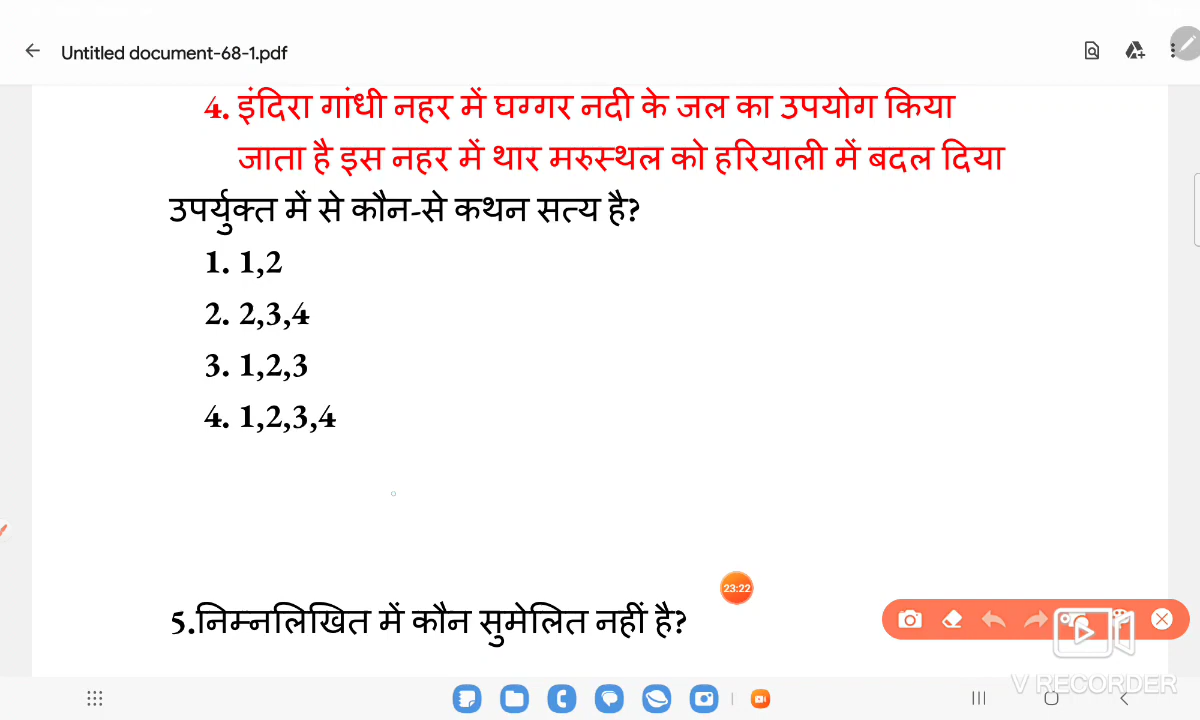 Untitled document-68-1.pdf
4. इंदिरा गांधी नहर में घग्गर नदी के जल का उपयोग किया
जाता है इस नहर में थार मरुस्थल को हरियाली में बदल दिया
उपर्युक्त में से कौन-से कथन सत्य है?
1. 1,2
2. 2,3,4
3. 1,2,3
4. 1,2,3,4
23:22
5.निम्नलिखित में कौन सुमेलित नहीं है?
V RECORDER